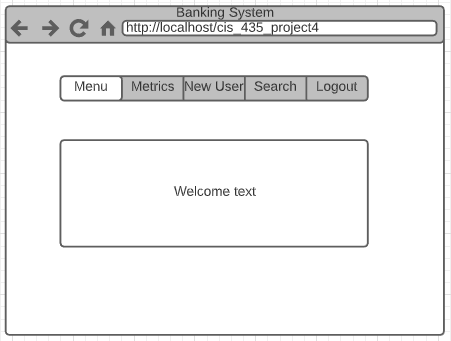 Banking System
http://localhost/cis_435_project4
Menu Metrics New User Search Logout
Welcome text